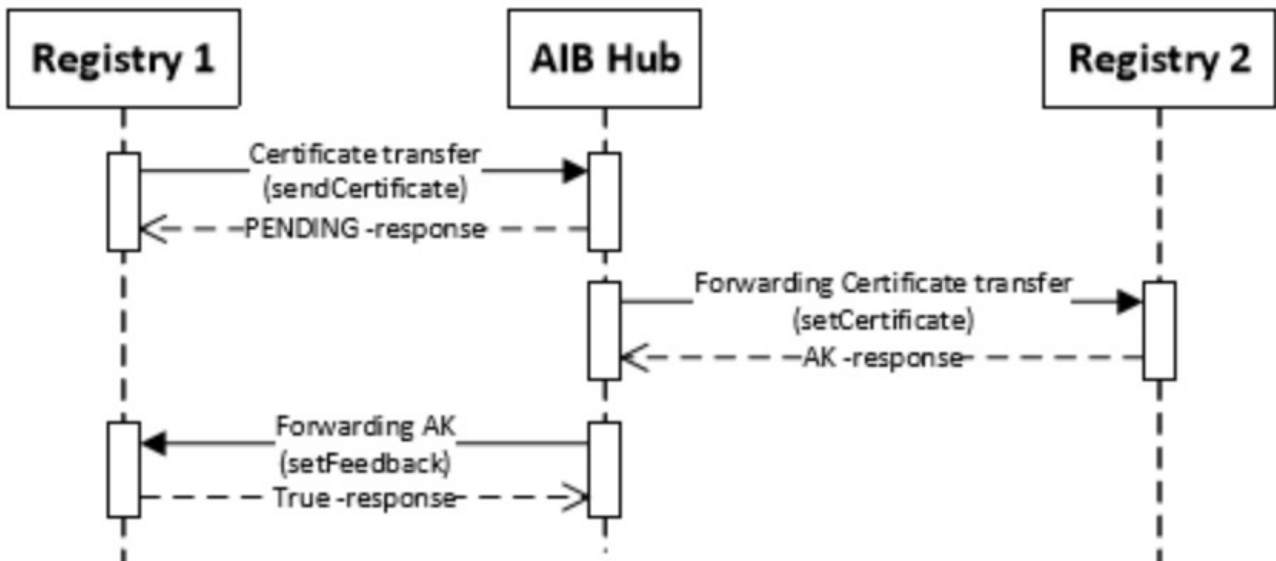 Registry 1
AIB Hub
Registry 2
Certificate transfer
(sendCertificate)
PENDING -response
Forwarding Certificate transfer
(setCertificate)
AK -response
Forwarding AK
(setFeedback)
True -response